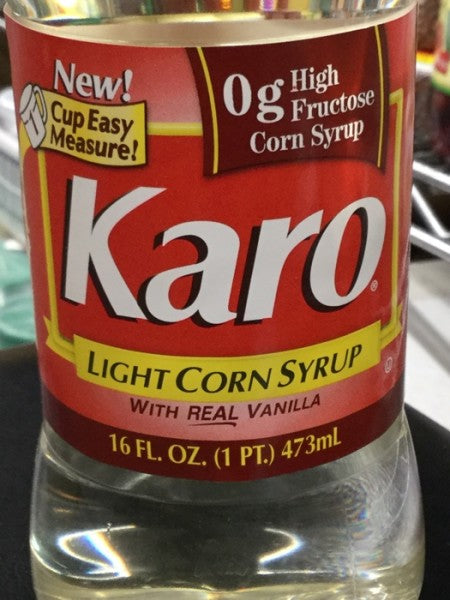 New!
Cup Easy
Measure!
0g High
Fructose
Corn Syrup
Karo®
LIGHT CORN SYRUP
WITH REAL VANILLA
16 FL. OZ. (1 PT.) 473mL